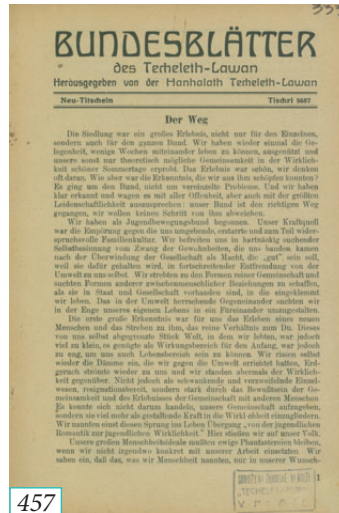 333
BUNDESBLÄTTER
des Techeleth-Lawan
Herausgegeben von der Hanhalath Techeleth-Lawan
Neu-Titschein Tischri 5687
Der Weg
Die Siedlung war ein großes Erlebnis, nicht nur für den Einzelnen,
sondern auch für den ganzen Bund. Wir haben wieder einmal die Ge-
legenheit, wenige Wochen miteinander leben zu können, ausgenützt und
unsere sonst nur theoretisch mögliche Gemeinsamkeit in der Wirklich-
keit schöner Sommertage erprobt. Das Erlebnis war schön, wir denken
oft daran. Wie aber war die Erkenntnis, die wir aus ihm schöpfen konnten?
Es ging um den Bund, nicht um vereinzelte Probleme. Und wir haben
klar erkannt und wagen es mit aller Offenheit, aber auch mit der größten
Leidenschaftlichkeit auszusprechen: unser Bund ist den richtigen Weg
gegangen, wir wollen keinen Schritt von ihm abweichen.
Wir haben als Jugendbewegungsbund begonnen. Unser Kraftquell
war die Empörung gegen die uns umgebende, erstarrte und zum Teil wider-
spruchsvolle Familienkultur. Wir befreiten uns in hartnäckig suchender
Selbstbesinnung vom Zwang der Gewohnheiten, die uns banden kamen
nach der Überwindung der Gesellschaft als Macht, die „gut“ sein soll,
weil sie dafür gehalten wird, in fortschreitender Entfremdung von der
Umwelt zu uns selbst. Wir strebten zu den Formen reiner Gemeinschaft und
suchten Formen anderer zwischenmenschlicher Beziehungen zu schaffen,
als sie in Staat und Gesellschaft vorhanden sind, in die eingeklemmt
wir leben. Das in der Umwelt herrschende Gegeneinander suchten wir
in der Enge unseres eigenen Lebens in ein Füreinander umzugestalten.
Die erste große Erkenntnis war für uns das Erleben eines neuen
Menschen und das Streben zu ihm, das reine Verhältnis zum Du. Dieses
von uns selbst abgegrenzte Stück Welt, in dem wir lebten, war jedoch
viel zu klein, es genügte als Wirkungsbereich für den Anfang, war jedoch
zu eng, um uns auch Lebensbereich sein zu können. Wir rissen selbst
wieder die Dämme ein, die wir gegen die Umwelt errichtet hatten, Erd-
geruch strömte wieder zu uns und wir standen abermals der Wirklich-
keit gegenüber. Nicht jedoch als schwankende und verzweifelnde Einzel-
wesen, resignationsbereit, sondern stark durch das Bewußtsein der Ge-
meinsamkeit und des Erlebnisses der Gemeinschaft mit anderen Menschen
Es konnte sich nicht darum handeln, unsere Gemeinschaft aufzugeben,
sondern sie viel mehr als gestaltende Kraft in die Wirklichkeit einzugliedern.
Wir nannten einst diesen Sprung ins Leben Übergang „von der jugendlichen
Romantik zur jugendlichen Wirklichkeit.“ Hier stießen wir auf unser Volk.
Unsere großen Menschheitsideale mußten ewige Phantastereien bleiben,
wenn wir nicht irgendwo konkret mit unserer Arbeit einsetzten. Wir
sahen ein, daß das, was wir Menschheit nannten, nur in unserer Wunsch-
1
457